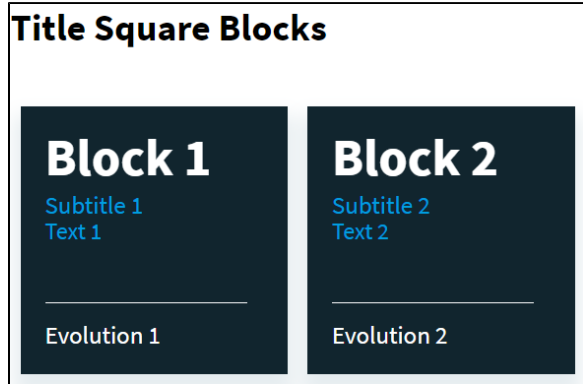 Title Square Blocks
Block 1
Subtitle 1
Text 1
Evolution 1
Block 2
Subtitle 2
Text 2
Evolution 2